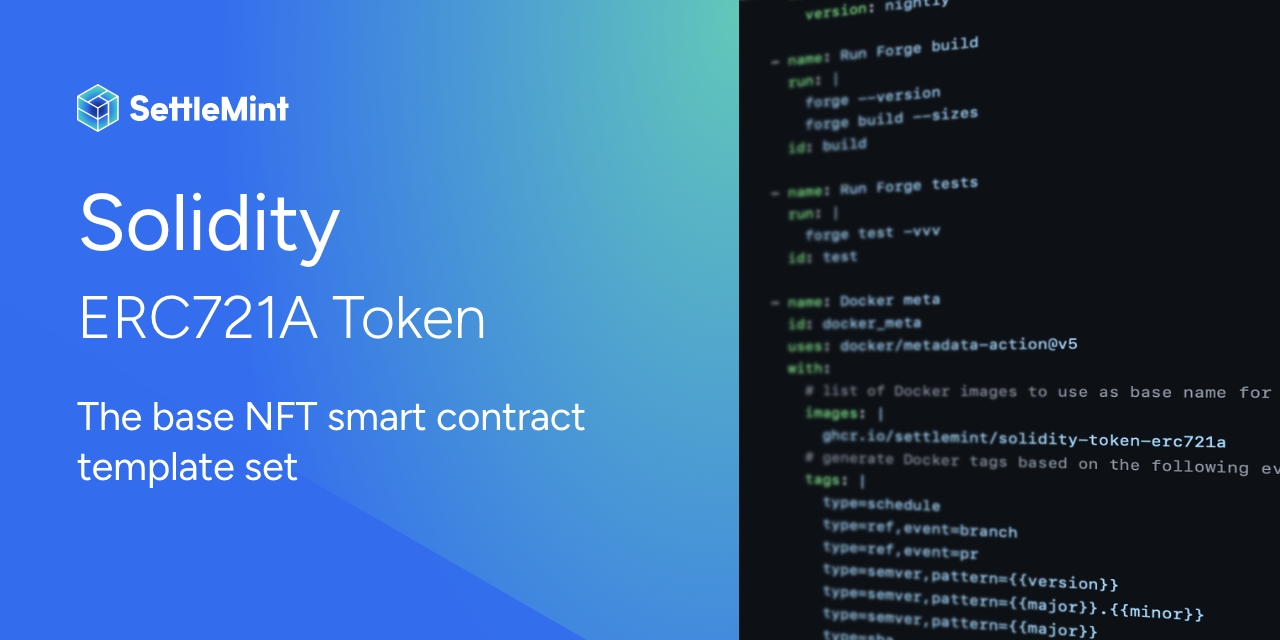 SettleMint
Solidity
ERC721A Token
The base NFT smart contract
template set
version: nightly
- name: Run Forge build
run: |
forge --version
forge build --sizes
id: build
- name: Run Forge tests
run: |
forge test -vvv
id: test
- name: Docker meta
id: docker_meta
uses: docker/metadata-action@v5
with:
# list of Docker images to use as base name for
images: |
ghcr.io/settlemint/solidity-token-erc721a
# generate Docker tags based on the following ev
tags: |
type=schedule
type=ref,event=branch
type=ref,event=pr
type=semver,pattern={{version}}
type=semver,pattern={{major}}.{{minor}}
type=semver,pattern={{major}}
type=sha